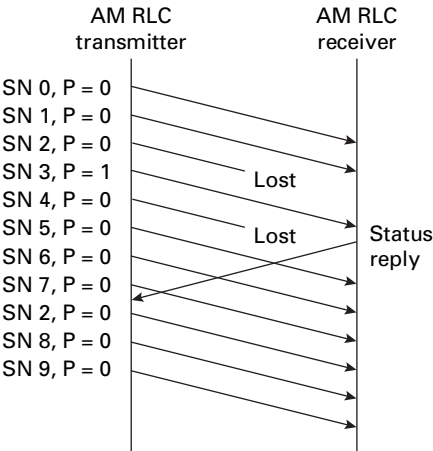 AM RLC
transmitter
AM RLC
receiver
SN 0, P = 0
SN 1, P = 0
SN 2, P = 0
SN 3, P = 1
SN 4, P = 0
SN 5, P = 0
SN 6, P = 0
SN 7, P = 0
SN 2, P = 0
SN 8, P = 0
SN 9, P = 0
Lost
Lost
Status
reply